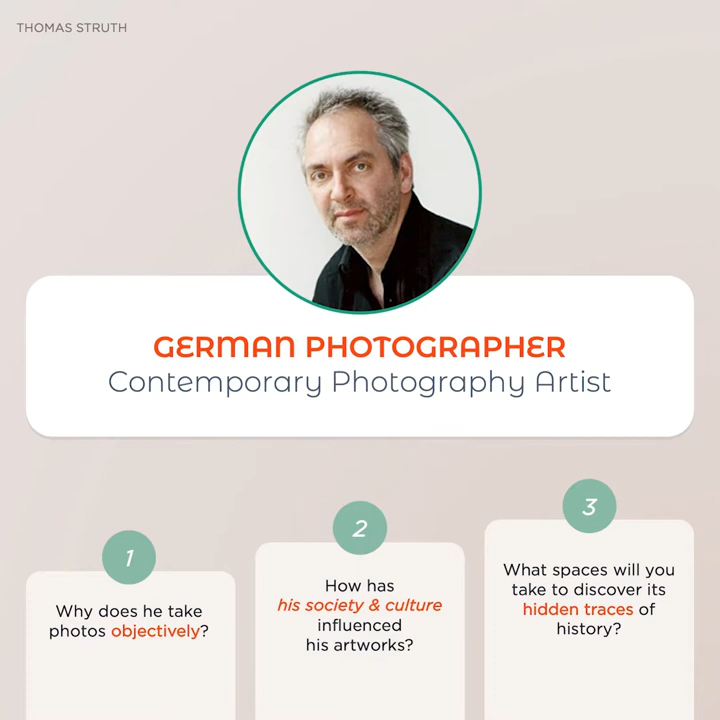 THOMAS STRUTH
GERMAN PHOTOGRAPHER
Contemporary Photography Artist
1
Why does he take
photos objectively?
2
How has
his society & culture
influenced
his artworks?
3
What spaces will you
take to discover its
hidden traces of
history?